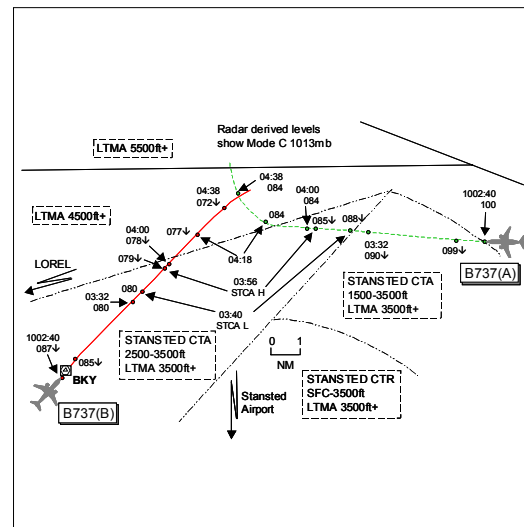 Radar derived levels
show Mode C 1013mb
LTMA 5500ft+
04:38
084
04:38
072↓
LTMA 4500ft+
04:00
084
1002:40
100
084
085↓
088↓
077↓
04:00
078↓
04:18
03:32
090↓
099↓
079↓
LOREL
03:56
STCA H
B737(A)
03:32
080
080
STANSTED CTA
1500-3500ft
LTMA 3500ft+
03:40
STCA L
1002:40
087↓
085↓
STANSTED CTA
2500-3500ft
LTMA 3500ft+
0 1
NM
BKY
STANSTED CTR
SFC-3500ft
LTMA 3500ft+
Stansted
Airport
B737(B)